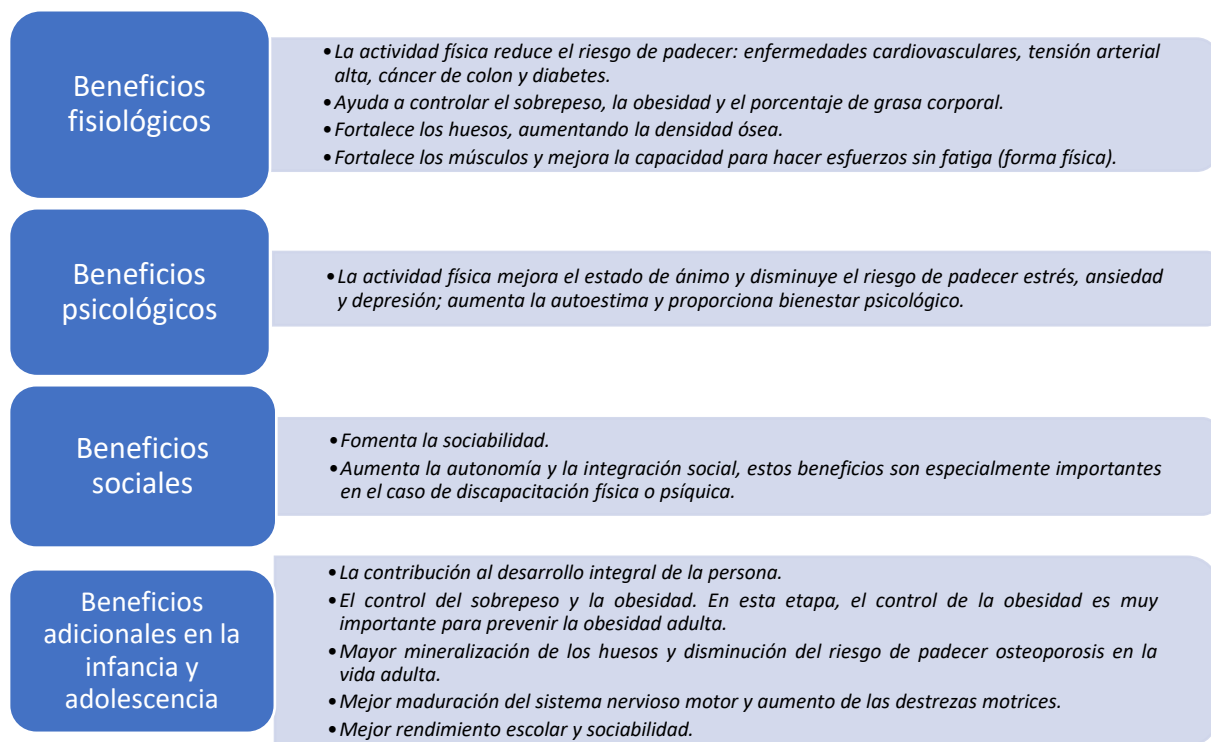 Beneficios
fisiológicos
•La actividad física reduce el riesgo de padecer: enfermedades cardiovasculares, tensión arterial
alta, cáncer de colon y diabetes.
•Ayuda a controlar el sobrepeso, la obesidad y el porcentaje de grasa corporal.
•Fortalece los huesos, aumentando la densidad ósea.
•Fortalece los músculos y mejora la capacidad para hacer esfuerzos sin fatiga (forma física).
Beneficios
psicológicos
•La actividad física mejora el estado de ánimo y disminuye el riesgo de padecer estrés, ansiedad
y depresión; aumenta la autoestima y proporciona bienestar psicológico.
Beneficios
sociales
•Fomenta la sociabilidad.
•Aumenta la autonomía y la integración social, estos beneficios son especialmente importantes
en el caso de discapacitación física o psíquica.
Beneficios
adicionales en la
infancia y
adolescencia
•La contribución al desarrollo integral de la persona.
•El control del sobrepeso y la obesidad. En esta etapa, el control de la obesidad es muy
importante para prevenir la obesidad adulta.
•Mayor mineralización de los huesos y disminución del riesgo de padecer osteoporosis en la
vida adulta.
•Mejor maduración del sistema nervioso motor y aumento de las destrezas motrices.
•Mejor rendimiento escolar y sociabilidad.